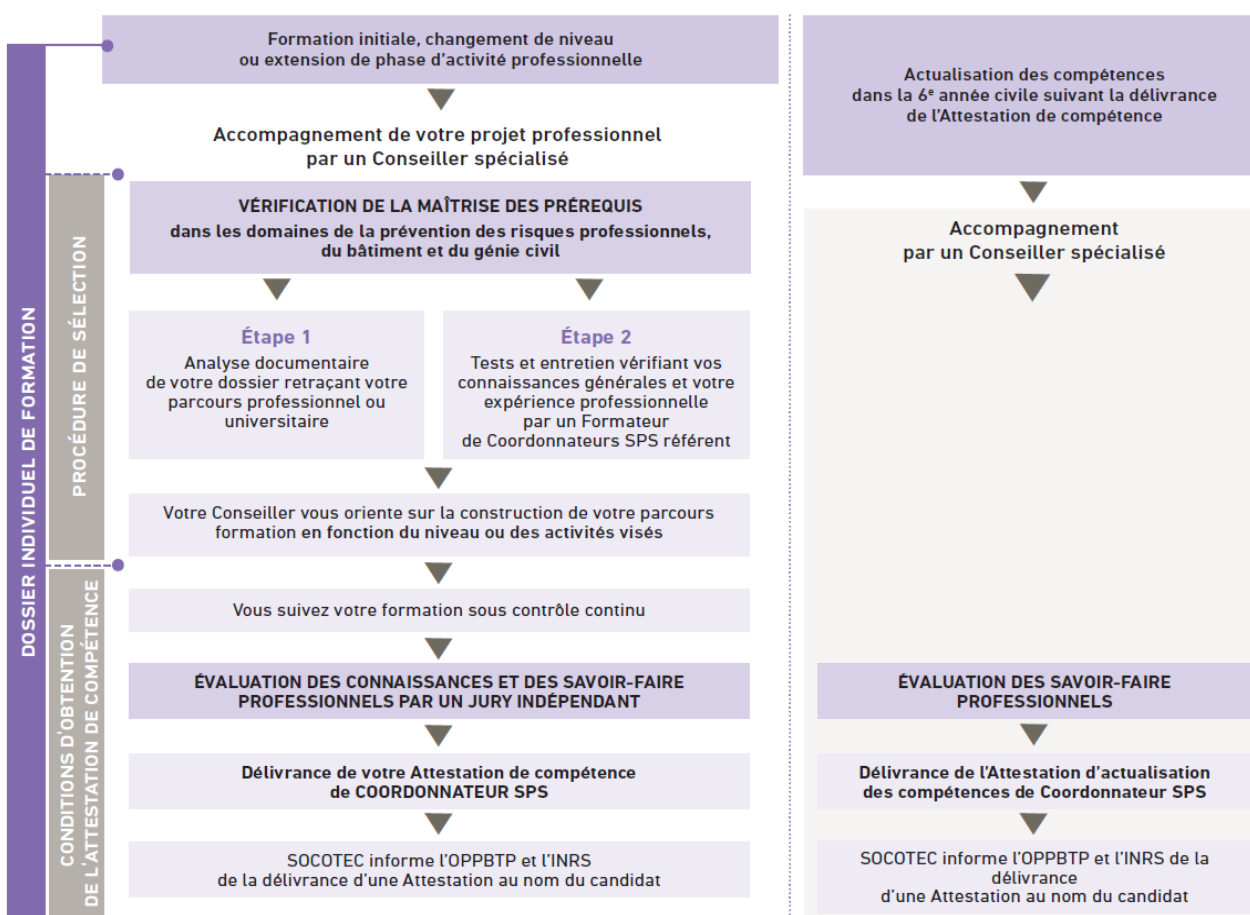 Formation initiale, changement de niveau
ou extension de phase d'activité professionnelle
Accompagnement de votre projet professionnel
par un Conseiller spécialisé
VÉRIFICATION DE LA MAÎTRISE DES PRÉREQUIS
dans les domaines de la prévention des risques professionnels,
du bâtiment et du génie civil
Étape 1
Analyse documentaire
de votre dossier retraçant votre
parcours professionnel ou
universitaire
Étape 2
Tests et entretien vérifiant vos
connaissances générales et votre
expérience professionnelle
par un Formateur
de Coordonnateurs SPS référent
Votre Conseiller vous oriente sur la construction de votre parcours
formation en fonction du niveau ou des activités visés
Vous suivez votre formation sous contrôle continu
ÉVALUATION DES CONNAISSANCES ET DES SAVOIR-FAIRE
PROFESSIONNELS PAR UN JURY INDÉPENDANT
Délivrance de votre Attestation de compétence
de COORDONNATEUR SPS
SOCOTEC informe l'OPPBTP et l'INRS
de la délivrance d'une Attestation au nom du candidat
DOSSIER INDIVIDUEL DE FORMATION
PROCÉDURE DE SÉLECTION
CONDITIONS D'OBTENTION
DE L'ATTESTATION DE COMPÉTENCE
Actualisation des compétences
dans la 6e année civile suivant la délivrance
de l'Attestation de compétence
Accompagnement
par un Conseiller spécialisé
ÉVALUATION DES SAVOIR-FAIRE
PROFESSIONNELS
Délivrance de l'Attestation d'actualisation
des compétences de Coordonnateur SPS
SOCOTEC informe l'OPPBTP et l'INRS de la
délivrance
d'une Attestation au nom du candidat